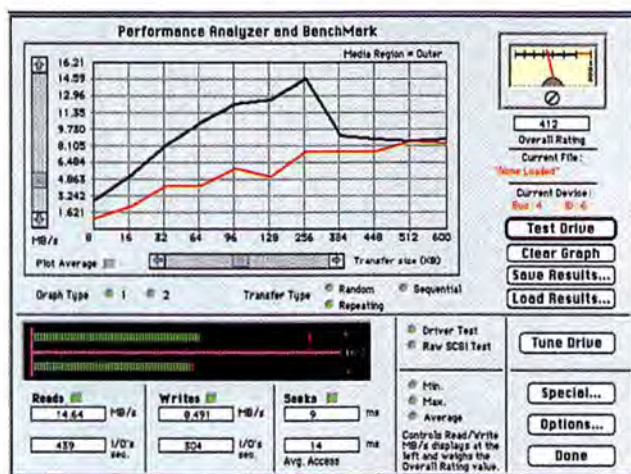 Performance Analyzer and BenchMark
Media Region = Outer
16.21
14.59
12.96
11.35
9.730
8.105
6.484
4.863
3.242
1.621
MB/s
0 16 32 64 96 128 256 384 448 512 600
Plot Average
Transfer size (KB)
Graph Type 1 2
Transfer Type Random Sequential
Repeating
412
Overall Rating
Current File:
"None Loaded"
Current Device:
Bus: 4 ID: 6
Test Drive
Clear Graph
Save Results...
Load Results...
Driver Test
Raw SCSI Test
Tune Drive
Reads Writes Seeks
14.64 MB/s 8.491 MB/s 9 ms
439 I/O's sec. 304 I/O's sec. 14 ms
Avg. Access
Min.
Max.
Average
Controls Read/Write
MB/s displays at the
left and weighs the
Overall Rating value.
Special...
Options...
Done